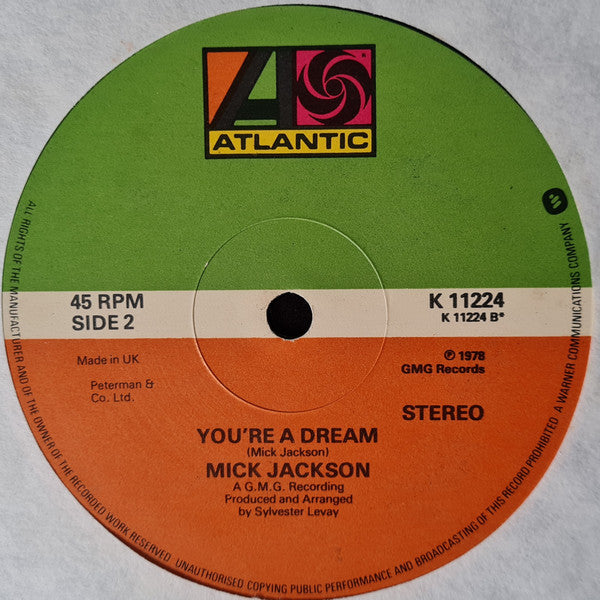 ATLANTIC
45 RPM
SIDE 2
K 11224
K 11224 B*
Made in UK
Peterman &
Co. Ltd.
℗ 1978
GMG Records
STEREO
YOU'RE A DREAM
(Mick Jackson)
MICK JACKSON
A G.M.G. Recording
Produced and Arranged
by Sylvester Levay
ALL RIGHTS OF THE MANUFACTURER AND OF THE OWNER OF THE RECORDED WORK RESERVED UNAUTHORISED COPYING PUBLIC PERFORMANCE AND BROADCASTING OF THIS RECORD PROHIBITED. A WARNER COMMUNICATIONS COMPANY